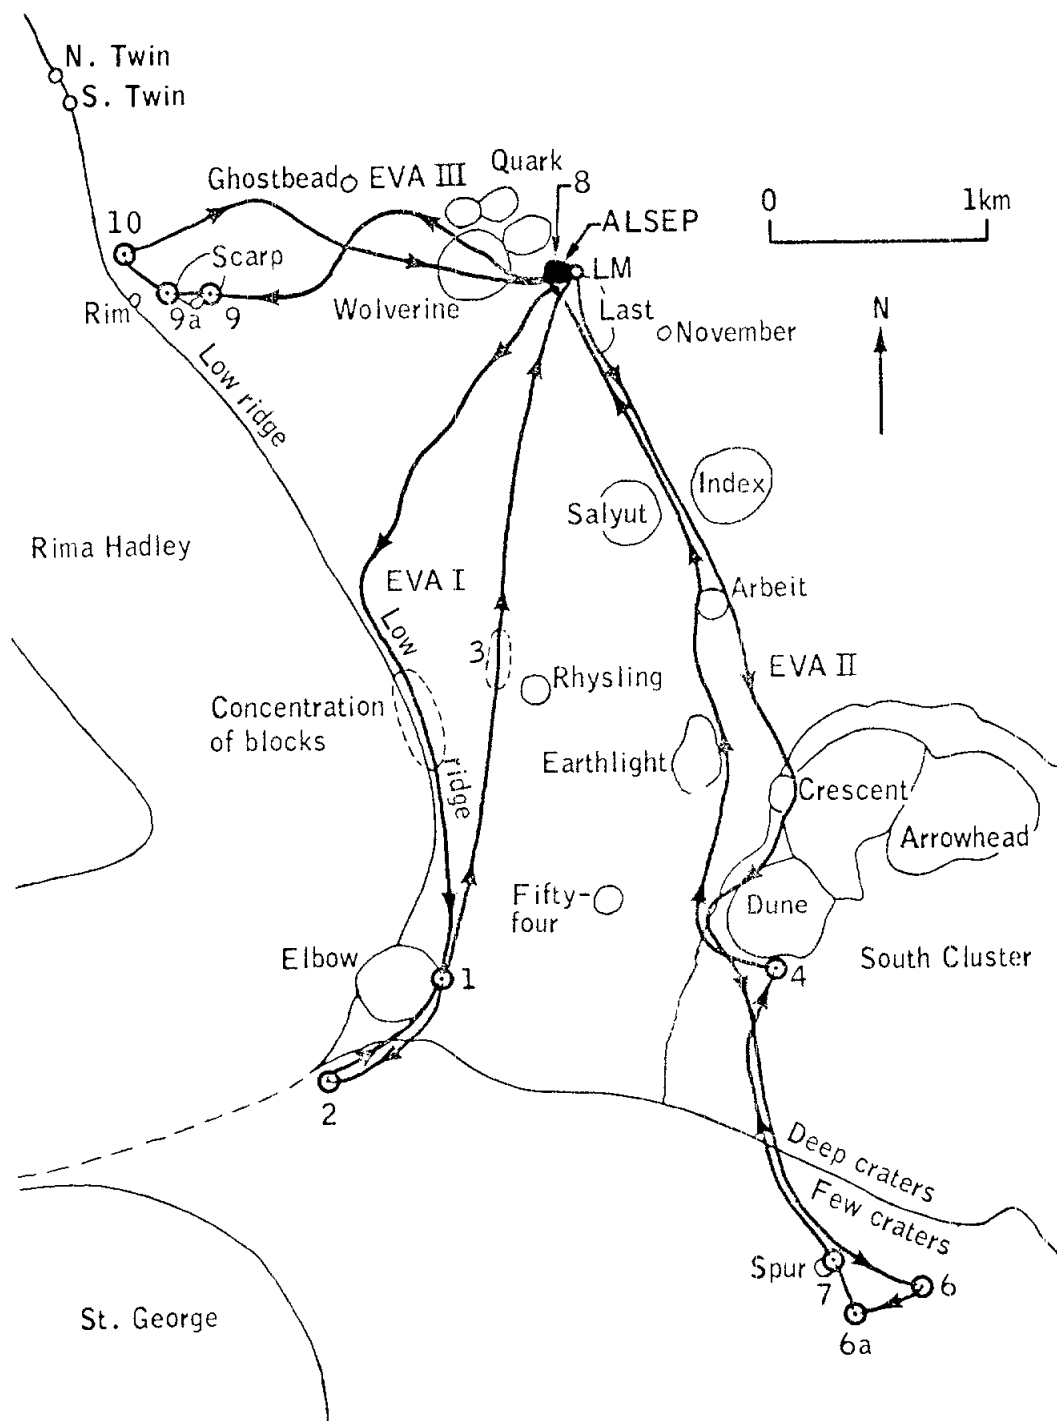 N. Twin
S. Twin
Ghostbead
EVA III
Quark
8
ALSEP
0
1km
10
Scarp
LM
Rim
9a
9
Wolverine
Last
November
N
Low ridge
Index
Salyut
Rima Hadley
EVA I
Arbeit
Low
3
Rhysling
EVA II
Concentration
of blocks
Earthlight
ridge
Crescent
Arrowhead
Fifty-
four
Dune
Elbow
1
4
South Cluster
2
Deep craters
Few craters
Spur
7
6
6a
St. George